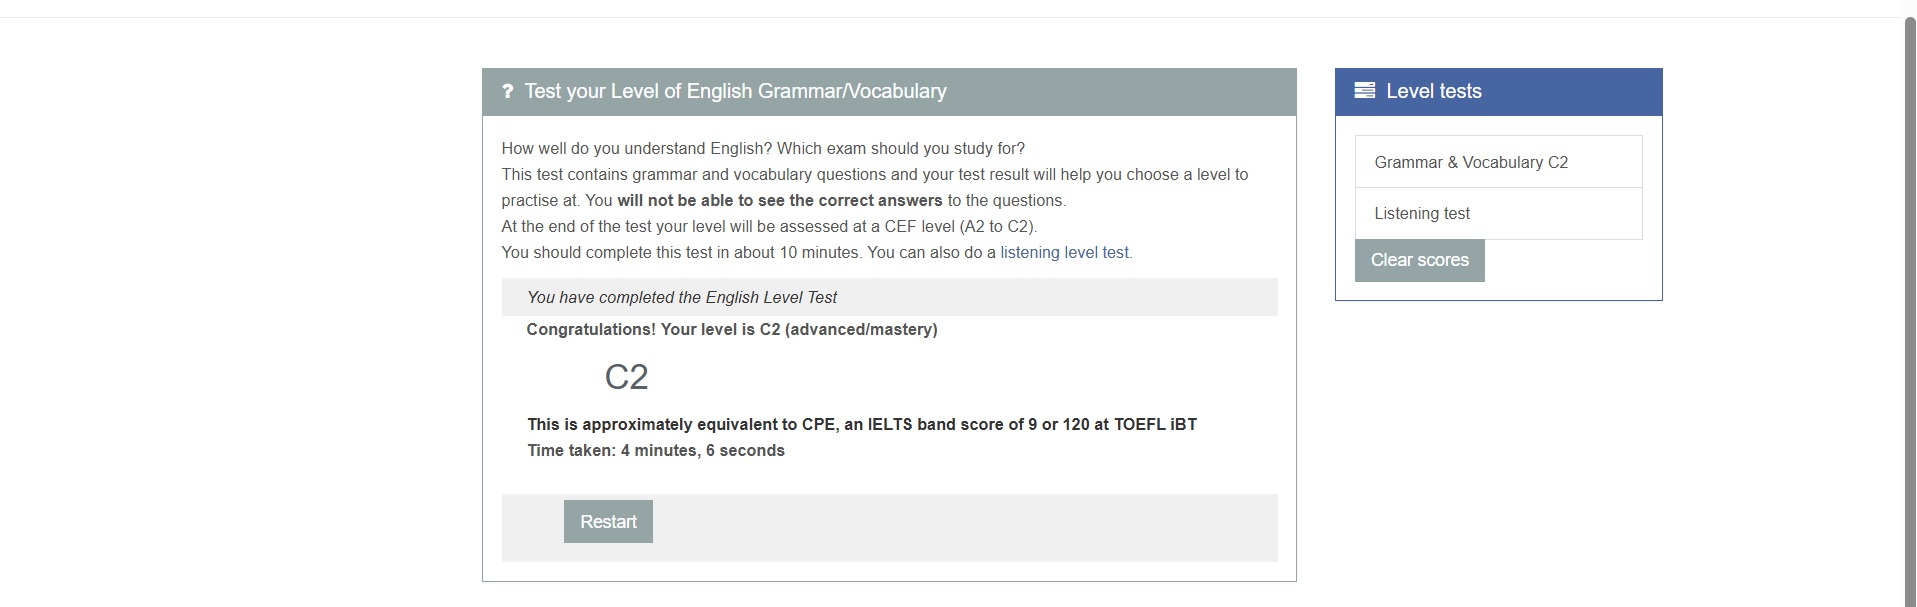 ? Test your Level of English Grammar/Vocabulary
How well do you understand English? Which exam should you study for?
This test contains grammar and vocabulary questions and your test result will help you choose a level to
practise at. You will not be able to see the correct answers to the questions.
At the end of the test your level will be assessed at a CEF level (A2 to C2).
You should complete this test in about 10 minutes. You can also do a listening level test.
You have completed the English Level Test
Congratulations! Your level is C2 (advanced/mastery)
C2
This is approximately equivalent to CPE, an IELTS band score of 9 or 120 at TOEFL iBT
Time taken: 4 minutes, 6 seconds
Restart
Level tests
Grammar & Vocabulary C2
Listening test
Clear scores